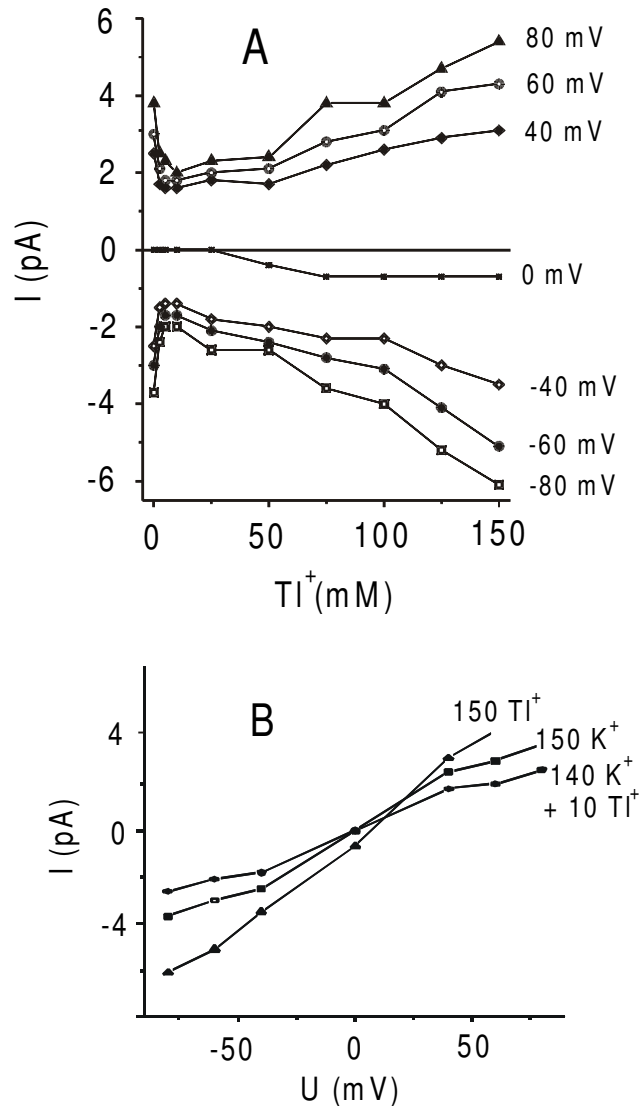 A
6
4
2
0
-2
-4
-6
I (pA)
80 mV
60 mV
40 mV
0 mV
-40 mV
-60 mV
-80 mV
0 50 100 150
Tl⁺(mM)
B
4
0
-4
I (pA)
150 Tl⁺
150 K⁺
140 K⁺
+ 10 Tl⁺
-50 0 50
U (mV)